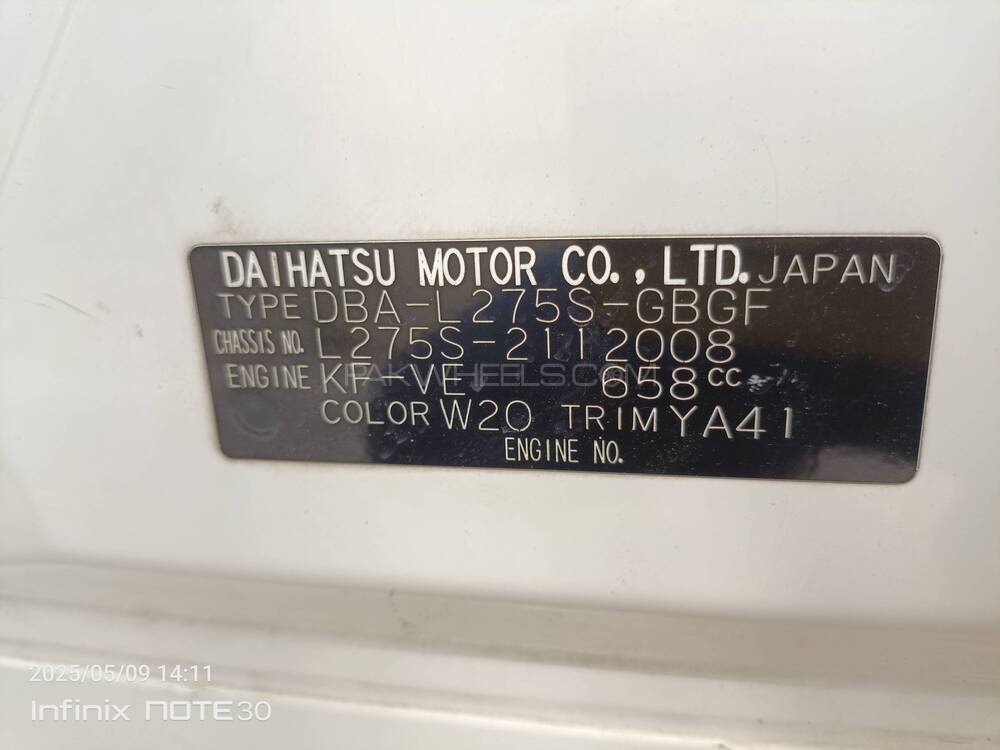 DAIHATSU MOTOR CO., LTD. JAPAN
TYPE DBA-L275S-GBGF
CHASSIS NO. L275S-2112008
PAKWHEELS.COM
ENGINE KF-VE 658CC
COLOR W20 TRIM YA41
ENGINE NO.
2025/05/09 14:11
Infinix NOTE30